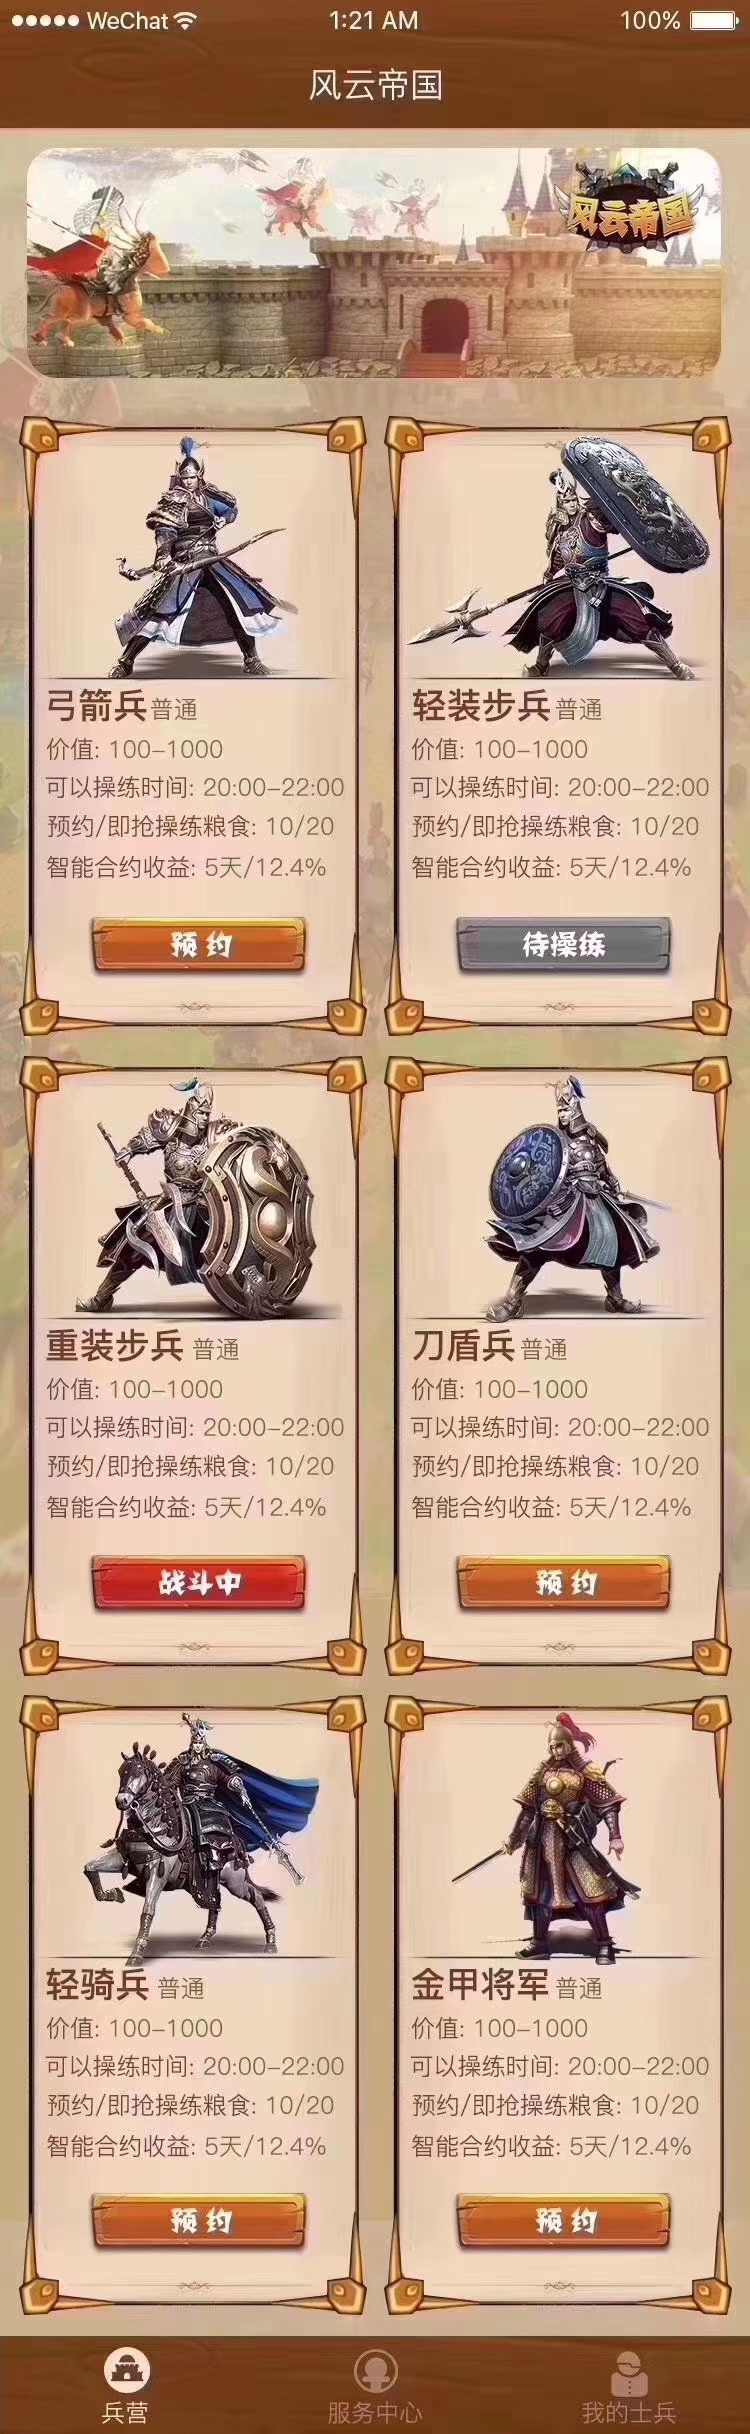 WeChat 1:21 AM 100%
风云帝国
风云帝国
弓箭兵 普通
价值: 100-1000
可以操练时间: 20:00-22:00
预约/即抢操练粮食: 10/20
智能合约收益: 5天/12.4%
预约
轻装步兵 普通
价值: 100-1000
可以操练时间: 20:00-22:00
预约/即抢操练粮食: 10/20
智能合约收益: 5天/12.4%
待操练
重装步兵 普通
价值: 100-1000
可以操练时间: 20:00-22:00
预约/即抢操练粮食: 10/20
智能合约收益: 5天/12.4%
战斗中
刀盾兵 普通
价值: 100-1000
可以操练时间: 20:00-22:00
预约/即抢操练粮食: 10/20
智能合约收益: 5天/12.4%
预约
轻骑兵 普通
价值: 100-1000
可以操练时间: 20:00-22:00
预约/即抢操练粮食: 10/20
智能合约收益: 5天/12.4%
预约
金甲将军 普通
价值: 100-1000
可以操练时间: 20:00-22:00
预约/即抢操练粮食: 10/20
智能合约收益: 5天/12.4%
预约
兵营 服务中心 我的士兵